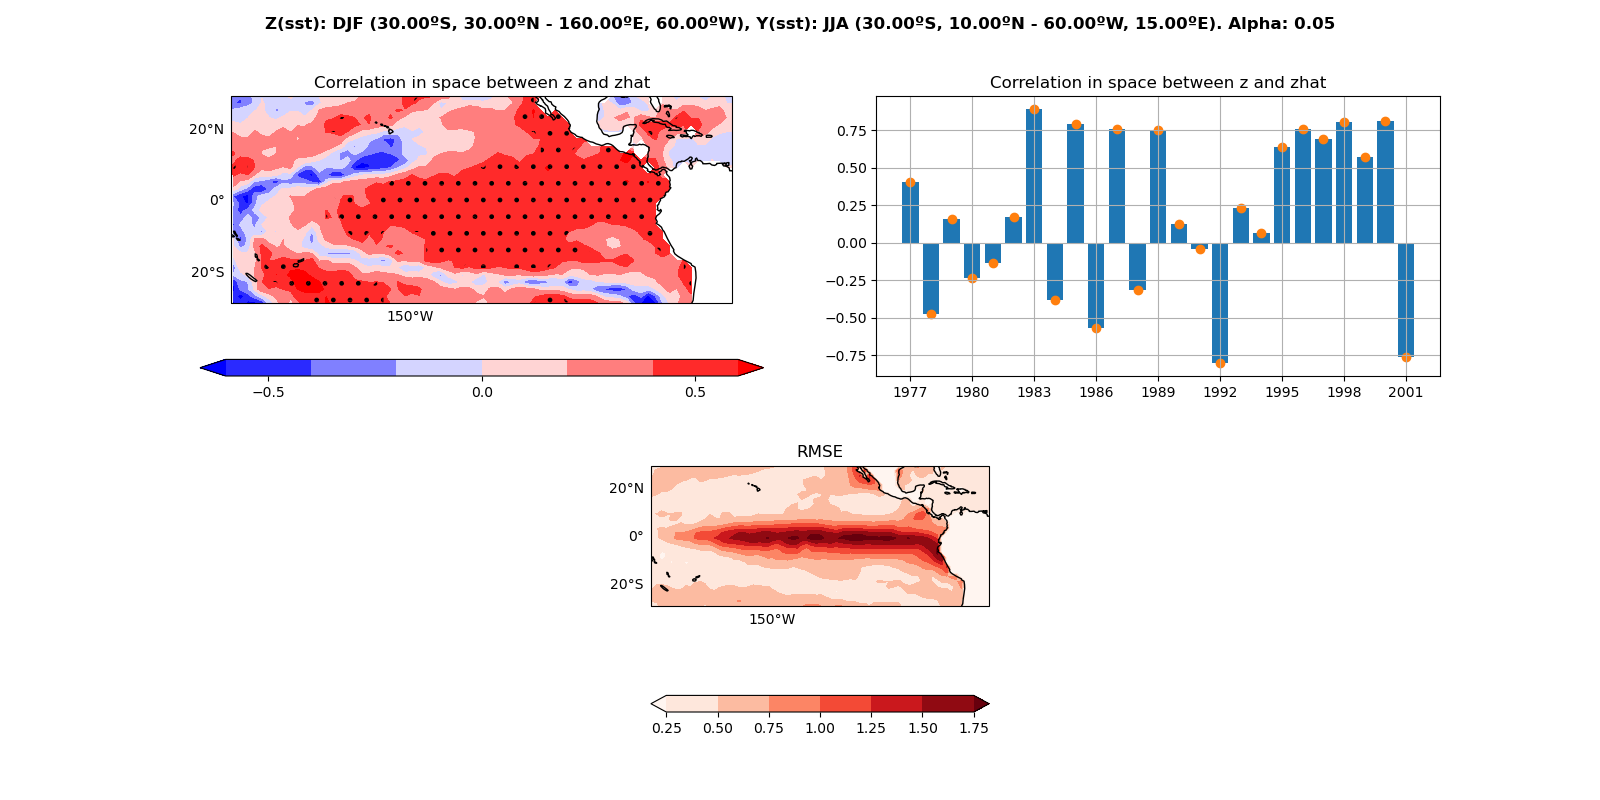 Z(sst): DJF (30.00ºS, 30.00ºN - 160.00ºE, 60.00ºW), Y(sst): JJA (30.00ºS, 10.00ºN - 60.00ºW, 15.00ºE). Alpha: 0.05
Correlation in space between z and zhat
20°N
0°
20°S
150°W
−0.5 0.0 0.5
Correlation in space between z and zhat
0.75
0.50
0.25
0.00
−0.25
−0.50
−0.75
1977 1980 1983 1986 1989 1992 1995 1998 2001
RMSE
20°N
0°
20°S
150°W
0.25 0.50 0.75 1.00 1.25 1.50 1.75